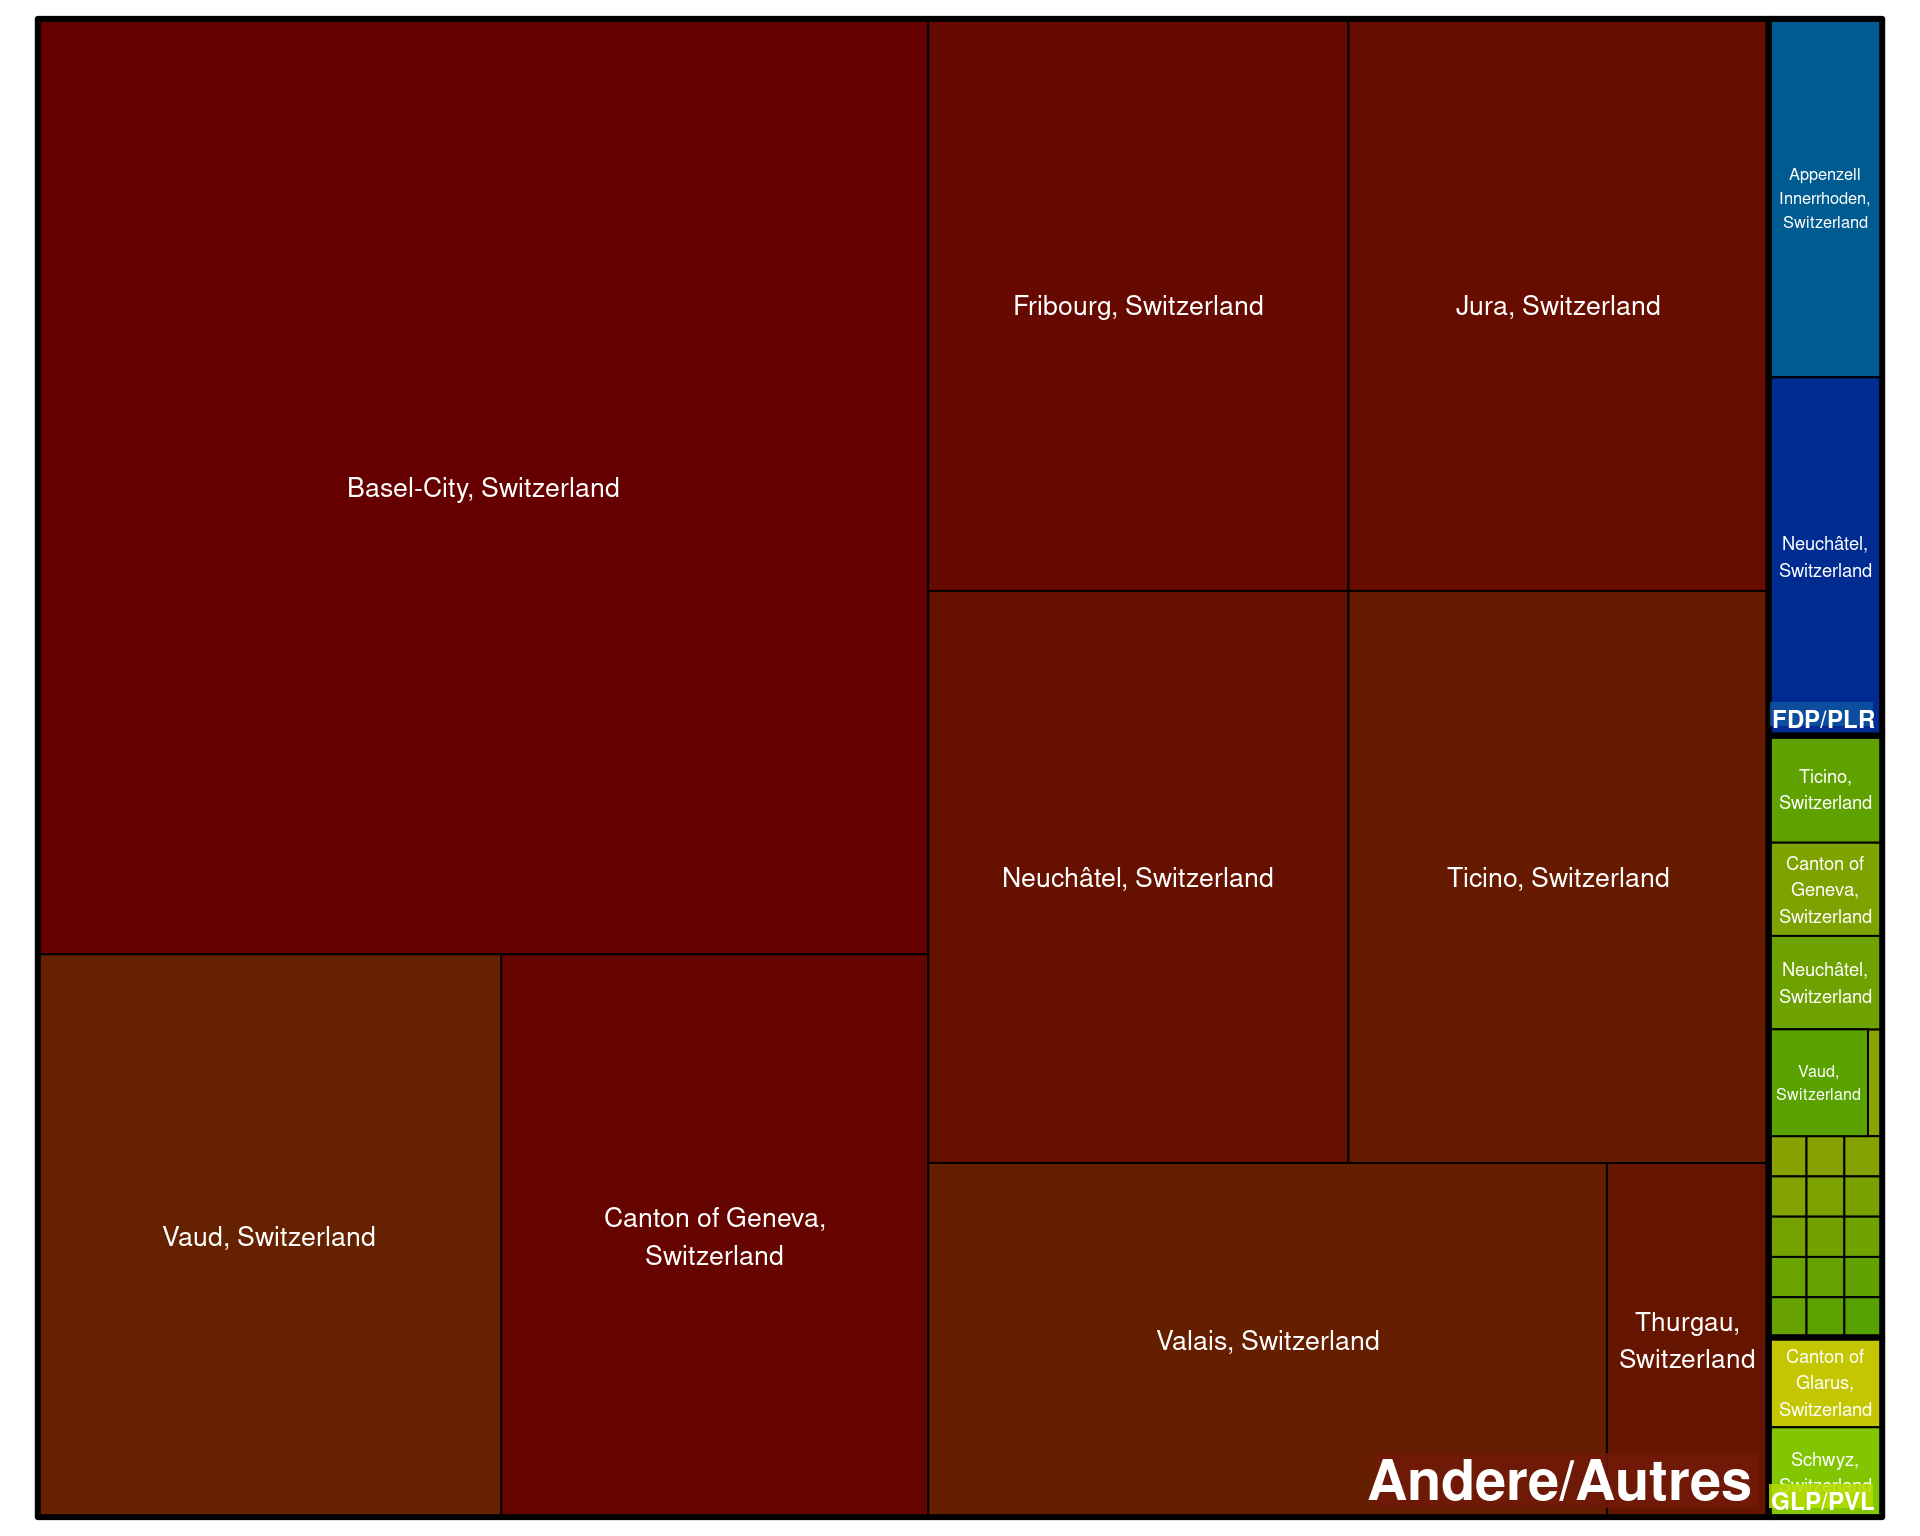 Basel-City, Switzerland
Fribourg, Switzerland
Jura, Switzerland
Neuchâtel, Switzerland
Ticino, Switzerland
Vaud, Switzerland
Canton of Geneva,
Switzerland
Valais, Switzerland
Thurgau,
Switzerland
Andere/Autres
Appenzell
Innerrhoden,
Switzerland
Neuchâtel,
Switzerland
FDP/PLR
Ticino,
Switzerland
Canton of
Geneva,
Switzerland
Neuchâtel,
Switzerland
Vaud,
Switzerland
Canton of
Glarus,
Switzerland
Schwyz,
Switzerland
GLP/PVL